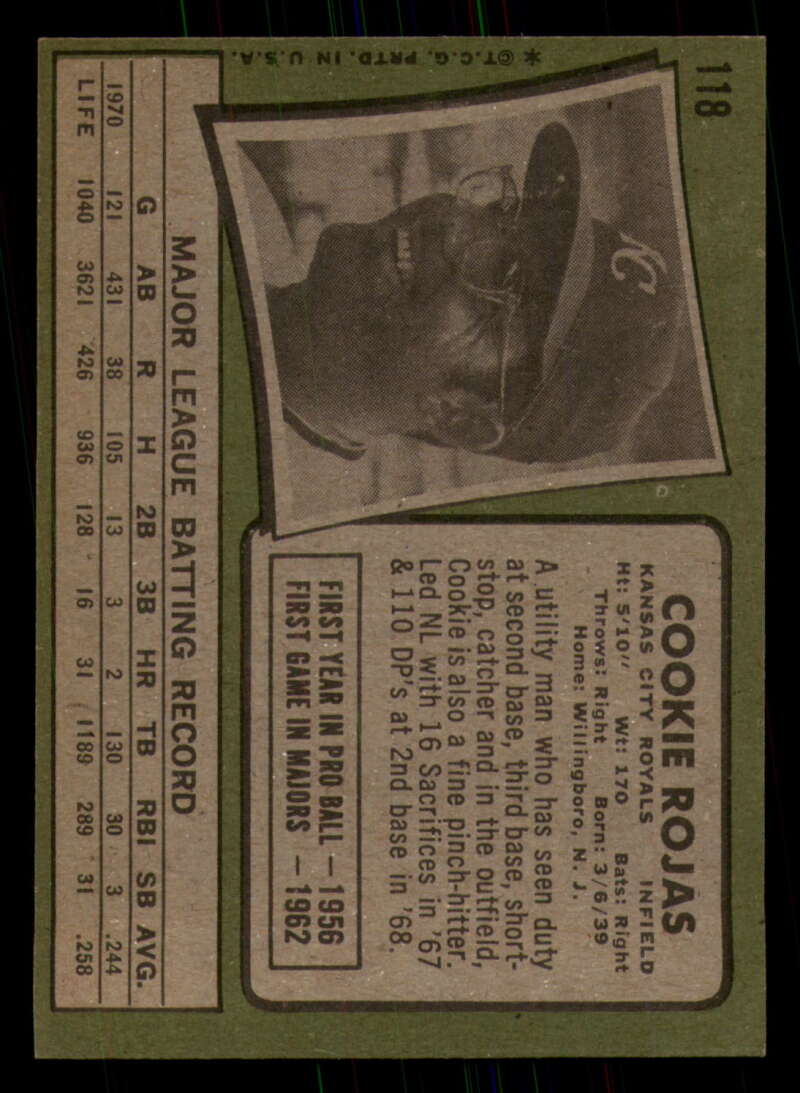 118
*©T.C.G. PRTD. IN U.S.A.
KC
COOKIE ROJAS
KANSAS CITY ROYALS INFIELD
Ht: 5'10" Wt: 170 Bats: Right
Throws: Right Born: 3/6/39
Home: Willingboro, N. J.
A utility man who has seen duty
at second base, third base, short-
stop, catcher and in the outfield,
Cookie is also a fine pinch-hitter.
Led NL with 16 Sacrifices in '67
& 110 DP's at 2nd base in '68.
FIRST YEAR IN PRO BALL — 1956
FIRST GAME IN MAJORS — 1962
MAJOR LEAGUE BATTING RECORD
G AB R H 2B 3B HR TB RBI SB AVG.
1970 121 431 38 105 13 3 2 130 30 3 .244
LIFE 1040 3621 426 936 128 16 31 1189 289 31 .258